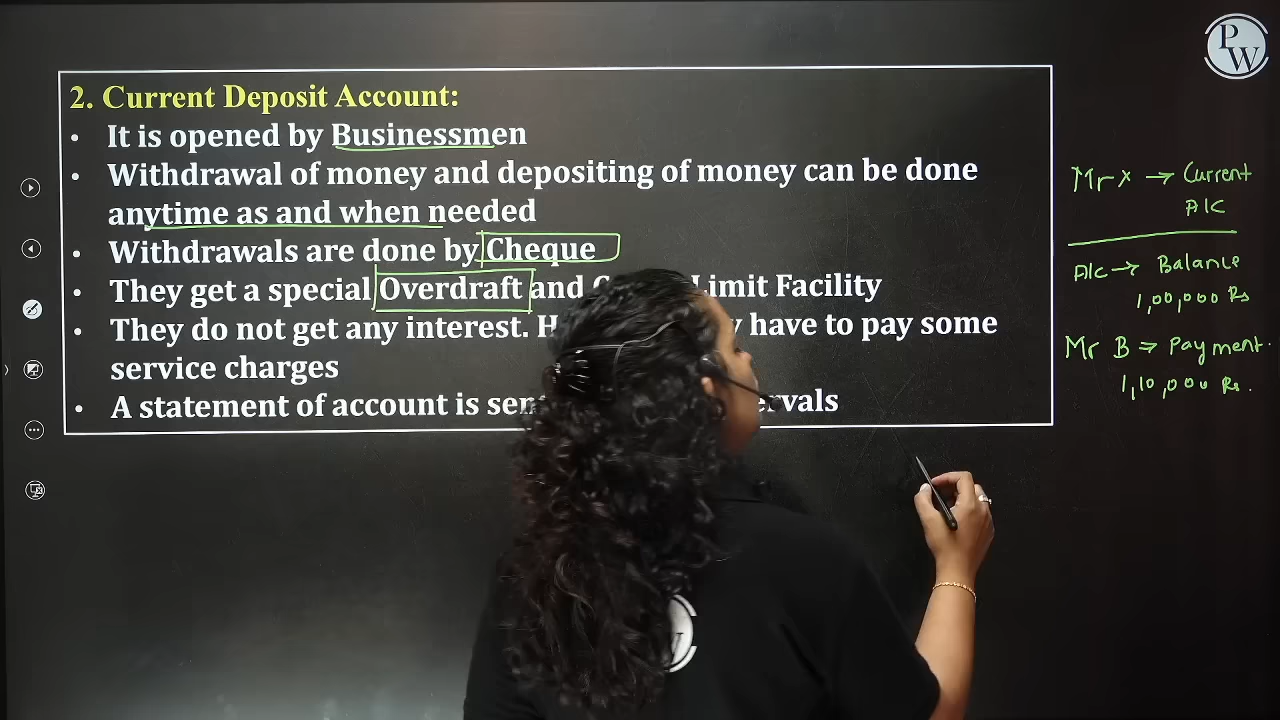 PW
2. Current Deposit Account:
• It is opened by Businessmen
• Withdrawal of money and depositing of money can be done
anytime as and when needed
• Withdrawals are done by Cheque
• They get a special Overdraft and Limit Facility
• They do not get any interest. have to pay some
service charges
• A statement of account is sent
Mr X → Current
A/C
A/c → Balance
1,00,000 Rs
Mr B ⇒ Payment.
1,10,000 Rs.